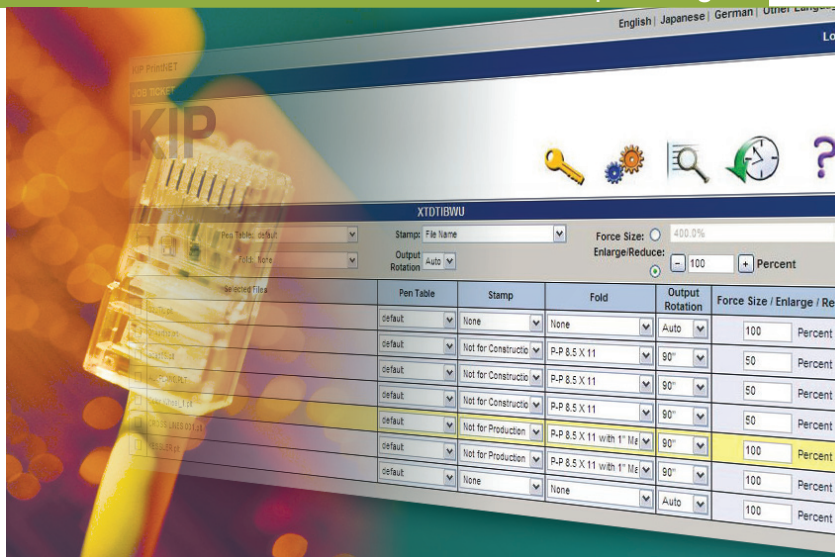 English | Japanese | German | Other
KIP PrintNET
JOB TICKET
KIP
XTDTIBWU
Pen Table: default Stamp: File Name Force Size: 400.0%
Fold: None Output Rotation Auto Enlarge/Reduce: - 100 + Percent
Selected Files Pen Table Stamp Fold Output Rotation Force Size / Enlarge / Re
default None None Auto 100 Percent
default Not for Constructio P-P 8.5 X 11 90° 50 Percent
default Not for Constructio P-P 8.5 X 11 90° 50 Percent
default Not for Constructio P-P 8.5 X 11 90° 50 Percent
default Not for Production P-P 8.5 X 11 with 1" Ma 90° 100 Percent
default Not for Production P-P 8.5 X 11 with 1" Ma 90° 100 Percent
default None None Auto 100 Percent